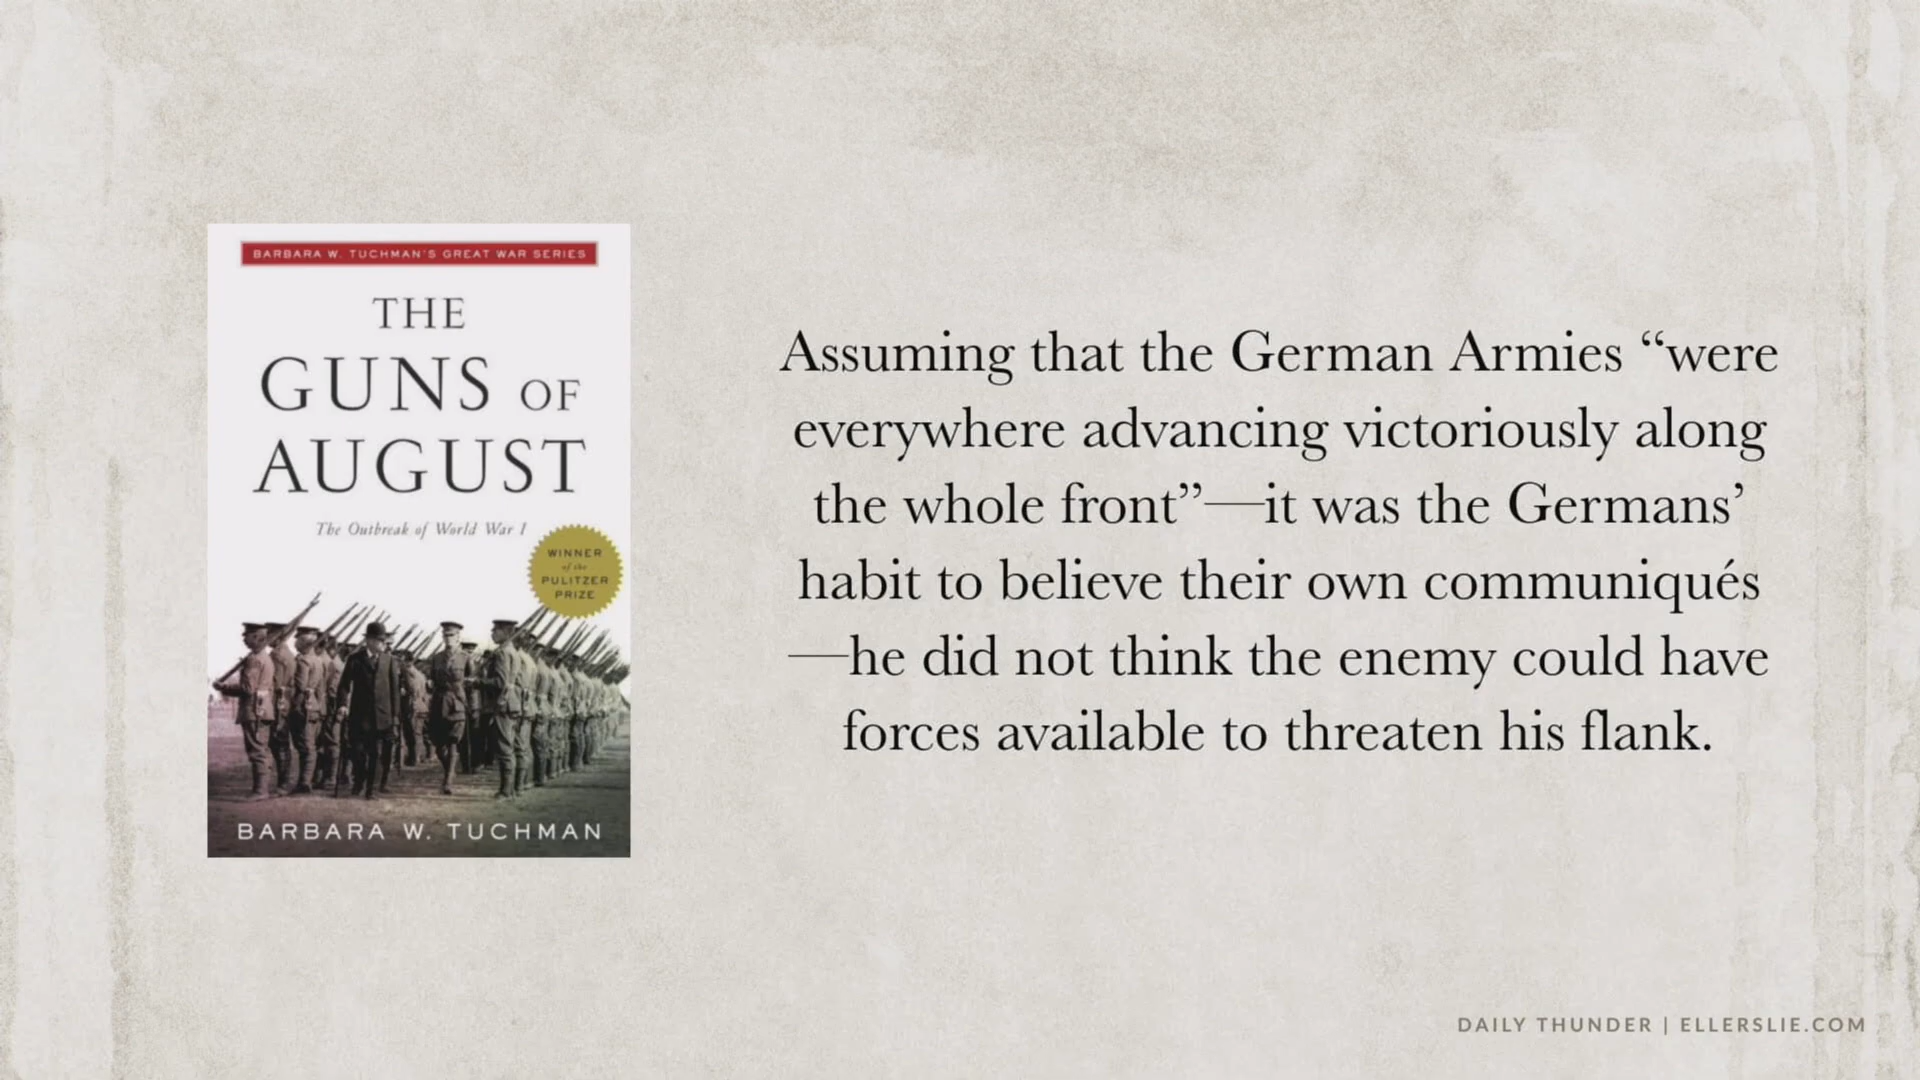 BARBARA W. TUCHMAN'S GREAT WAR SERIES
THE
GUNS OF
AUGUST
The Outbreak of World War I
WINNER
of the
PULITZER
PRIZE
BARBARA W. TUCHMAN
Assuming that the German Armies “were
everywhere advancing victoriously along
the whole front”—it was the Germans’
habit to believe their own communiqués
—he did not think the enemy could have
forces available to threaten his flank.
DAILY THUNDER | ELLERSLIE.COM